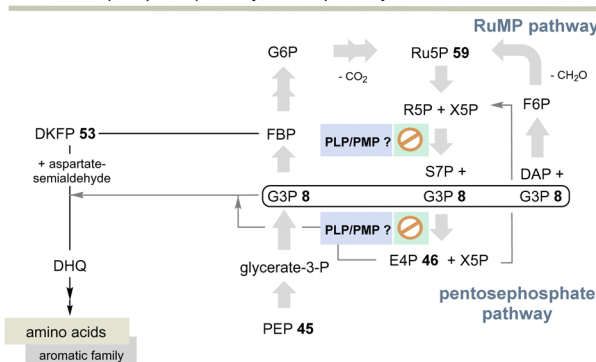 RuMP pathway
G6P
Ru5P 59
- CO2
- CH2O
R5P + X5P
F6P
DKFP 53
FBP
PLP/PMP ?
+ aspartate-
semialdehyde
S7P +
DAP +
G3P 8
G3P 8
G3P 8
PLP/PMP ?
DHQ
glycerate-3-P
E4P 46 + X5P
pentosephosphate
pathway
PEP 45
amino acids
aromatic family